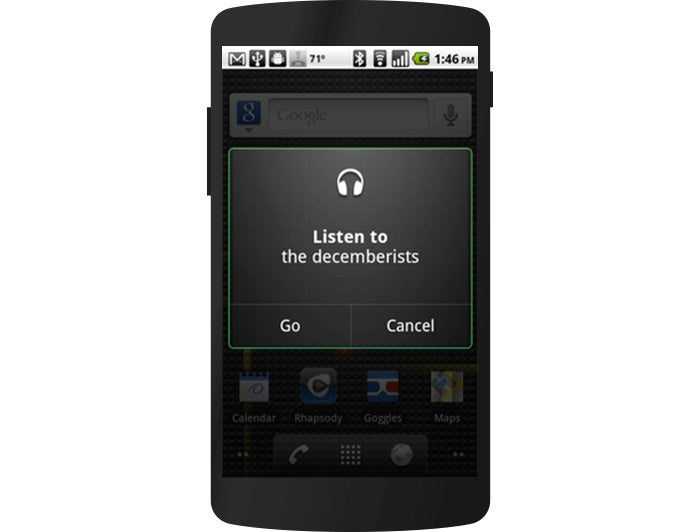 71° 1:46 PM
Google
Listen to
the decemberists
Go Cancel
Calendar Rhapsody Goggles Maps